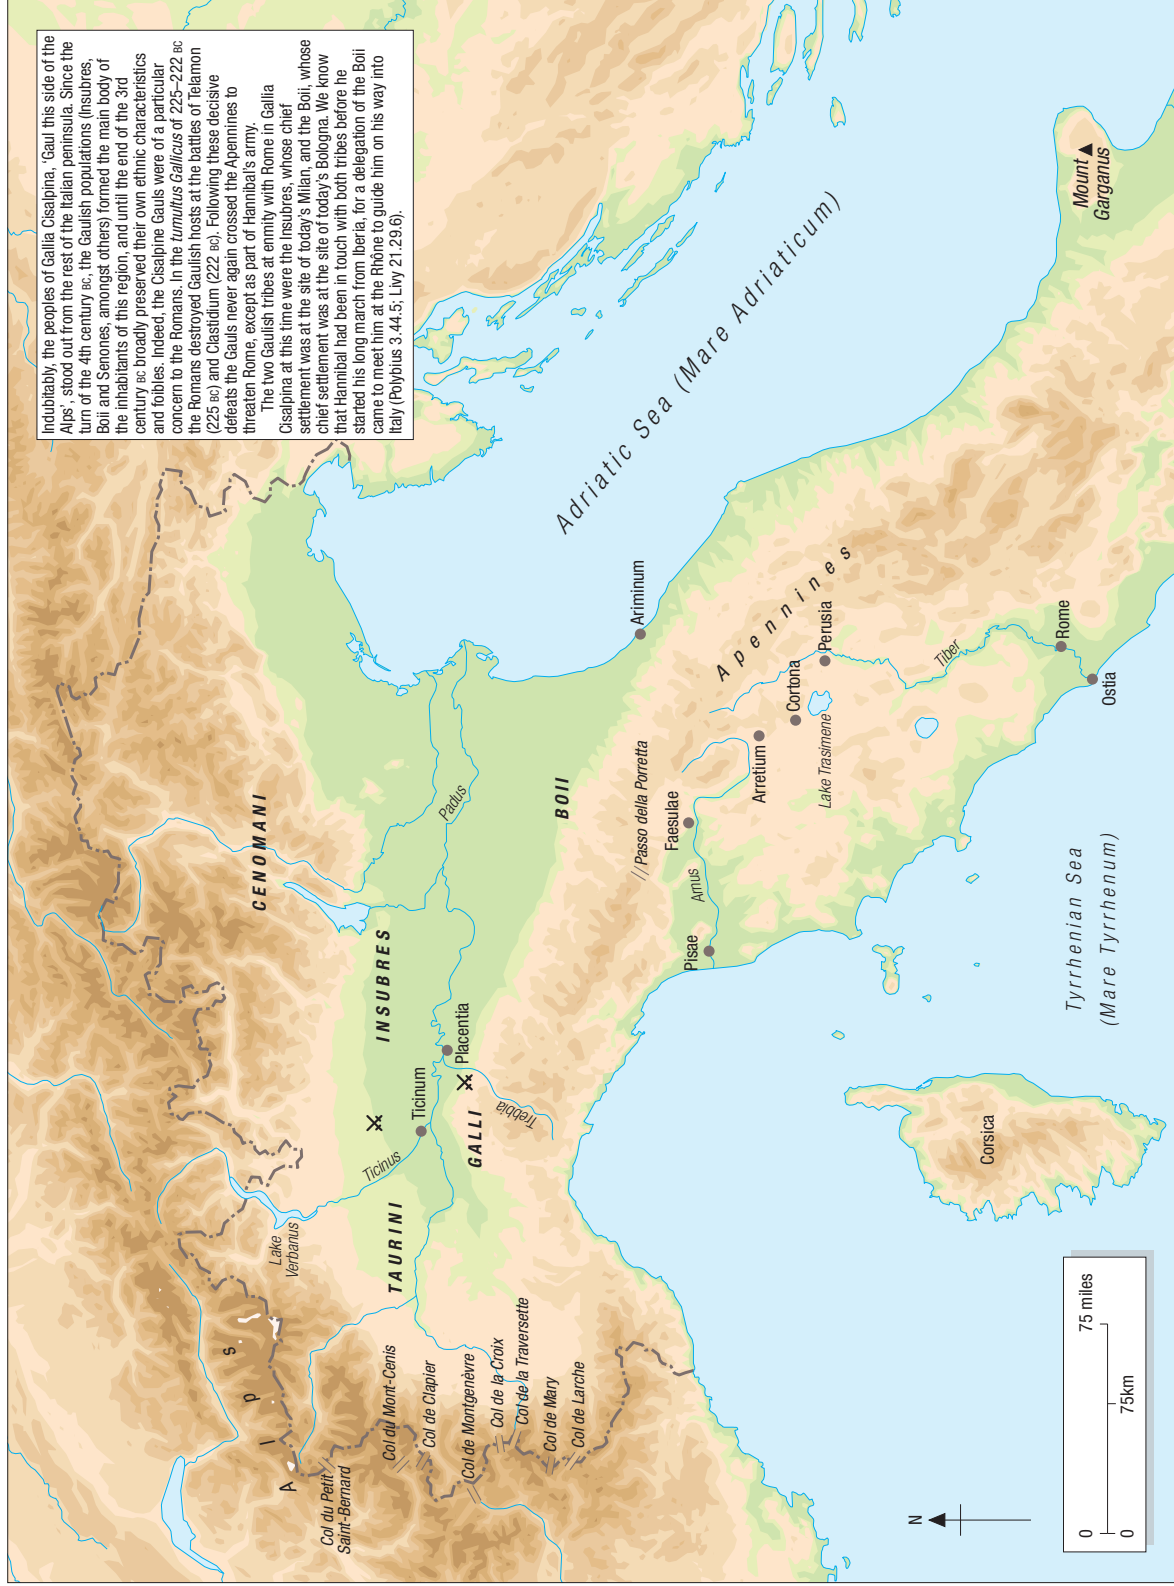 Indubitably, the peoples of Gallia Cisalpina, 'Gaul this side of the
Alps', stood out from the rest of the Italian peninsula. Since the
turn of the 4th century BC, the Gaulish populations (Insubres,
Boii and Senones, amongst others) formed the main body of
the inhabitants of this region, and until the end of the 3rd
century BC broadly preserved their own ethnic characteristics
and foibles. Indeed, the Cisalpine Gauls were of a particular
concern to the Romans. In the tumultus Gallicus of 225–222 BC
the Romans destroyed Gaulish hosts at the battles of Telamon
(225 BC) and Clastidium (222 BC). Following these decisive
defeats the Gauls never again crossed the Apennines to
threaten Rome, except as part of Hannibal's army.
The two Gaulish tribes at enmity with Rome in Gallia
Cisalpina at this time were the Insubres, whose chief
settlement was at the site of today's Milan, and the Boii, whose
chief settlement was at the site of today's Bologna. We know
that Hannibal had been in touch with both tribes before he
started his long march from Iberia, for a delegation of the Boii
came to meet him at the Rhône to guide him on his way into
Italy (Polybius 3.44.5; Livy 21.29.6).
Alps
Col du Petit
Saint-Bernard
Col du Mont-Cenis
Col de Clapier
Col de Montgenèvre
Col de la Croix
Col de la Traversette
Col de Mary
Col de Larche
Lake
Verbanus
TAURINI
Ticinus
Ticinum
INSUBRES
CENOMANI
GALLI
Placentia
Trebbia
Padus
BOII
Ariminum
Adriatic Sea (Mare Adriaticum)
Passo della Porretta
Faesulae
Pisae
Arnus
Apennines
Arretium
Cortona
Perusia
Lake Trasimene
Tiber
Rome
Ostia
Mount
Garganus
Corsica
Tyrrhenian Sea
(Mare Tyrrhenum)
N
0
75 miles
0
75km